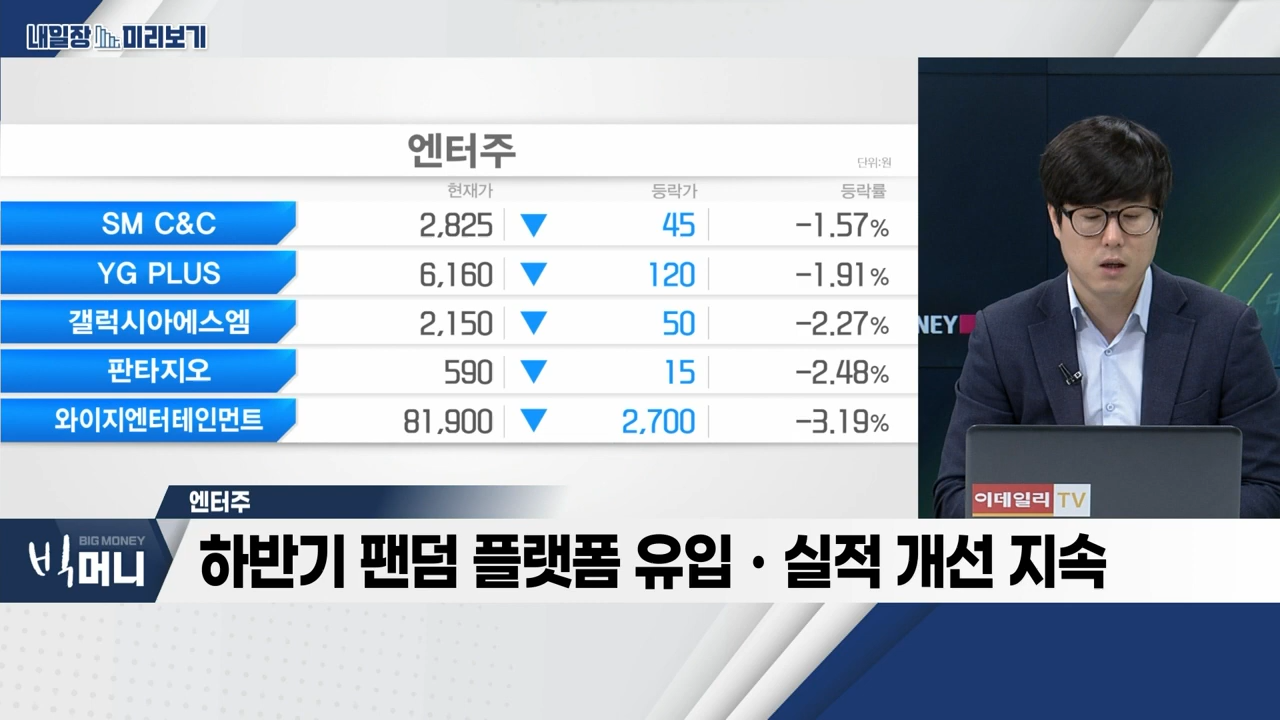 내일장 미리보기
엔터주
단위:원
현재가 등락가 등락률
SM C&C 2,825 ▼ 45 -1.57%
YG PLUS 6,160 ▼ 120 -1.91%
갤럭시아에스엠 2,150 ▼ 50 -2.27%
판타지오 590 ▼ 15 -2.48%
와이지엔터테인먼트 81,900 ▼ 2,700 -3.19%
NEY
이데일리 TV
엔터주
BIG MONEY
빅머니
하반기 팬덤 플랫폼 유입·실적 개선 지속